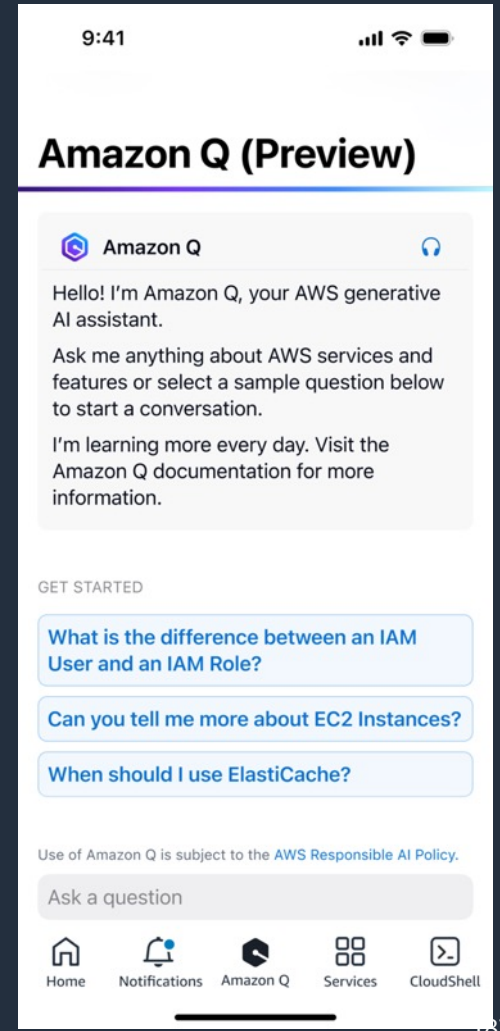 9:41
Amazon Q (Preview)
Amazon Q
Hello! I'm Amazon Q, your AWS generative
AI assistant.
Ask me anything about AWS services and
features or select a sample question below
to start a conversation.
I'm learning more every day. Visit the
Amazon Q documentation for more
information.
GET STARTED
What is the difference between an IAM
User and an IAM Role?
Can you tell me more about EC2 Instances?
When should I use ElastiCache?
Use of Amazon Q is subject to the AWS Responsible AI Policy.
Ask a question
Home Notifications Amazon Q Services CloudShell